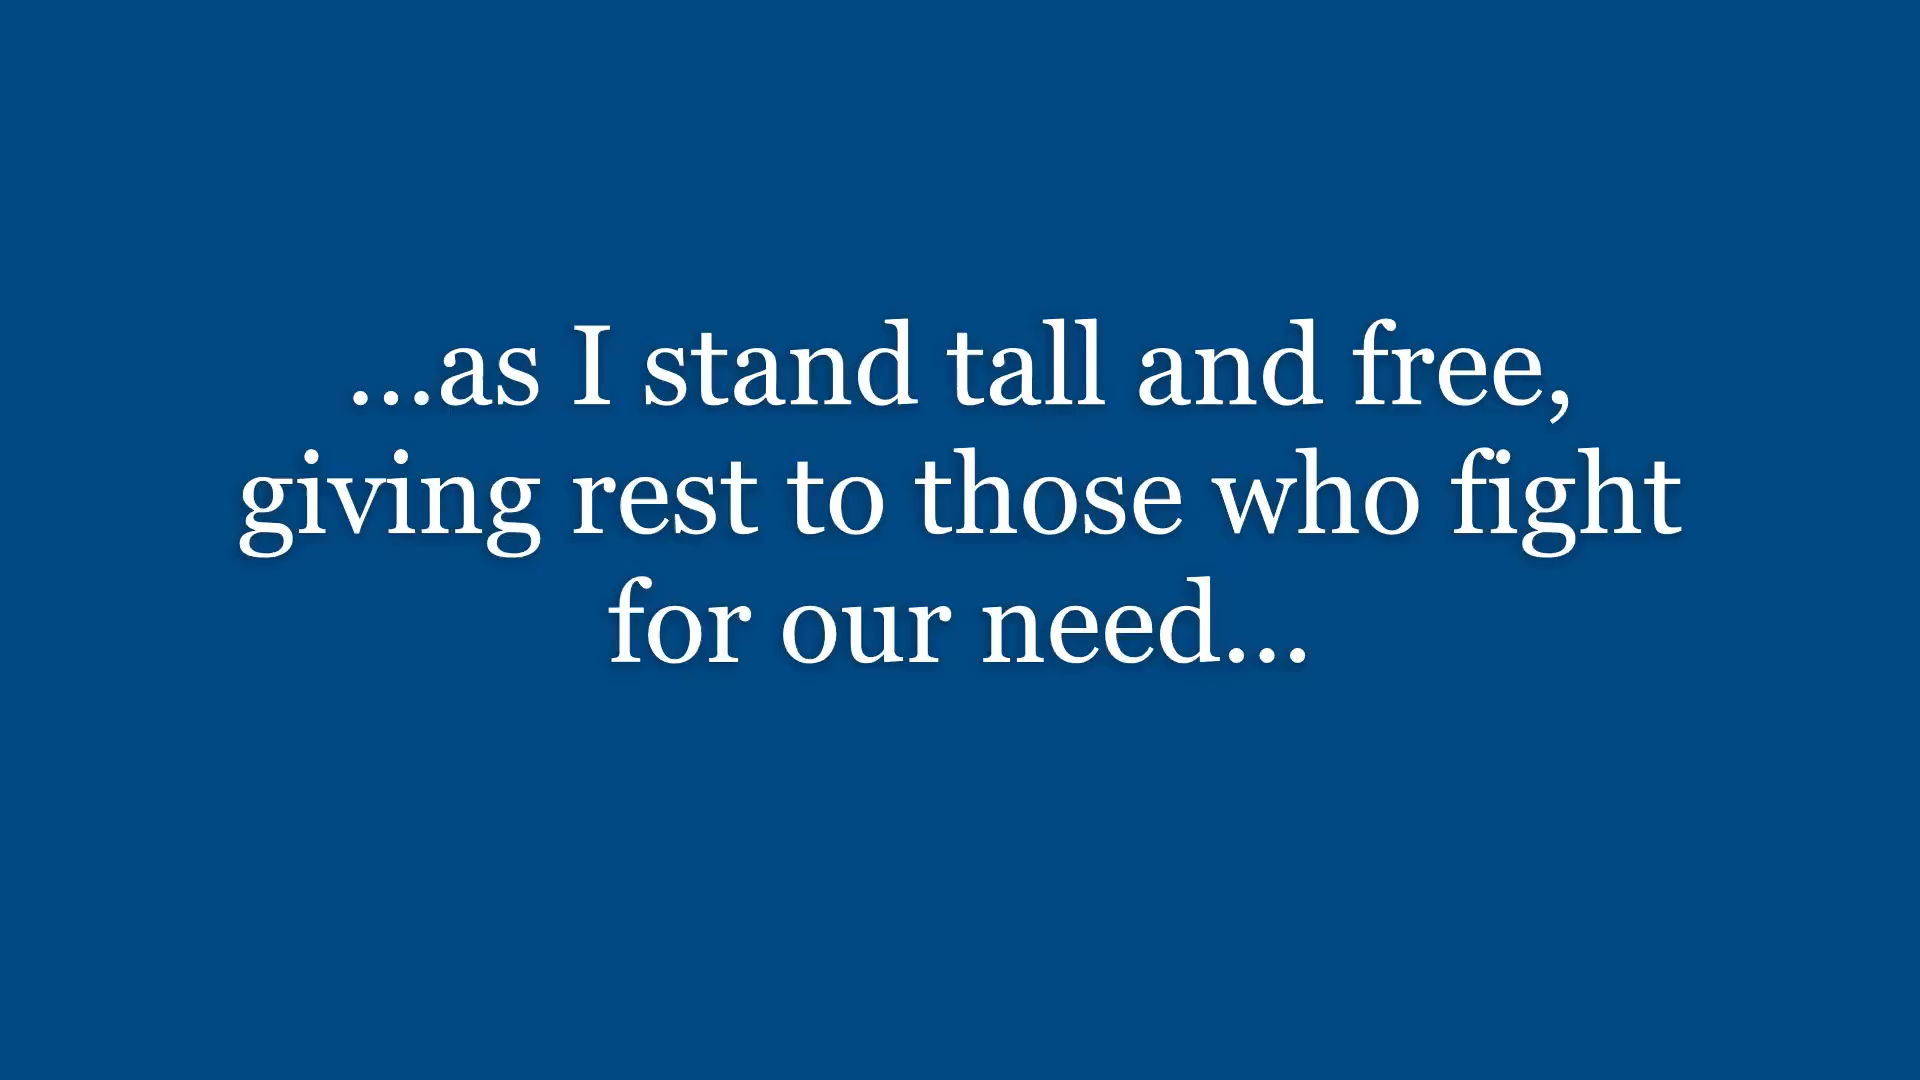 ...as I stand tall and free,
giving rest to those who fight
for our need...